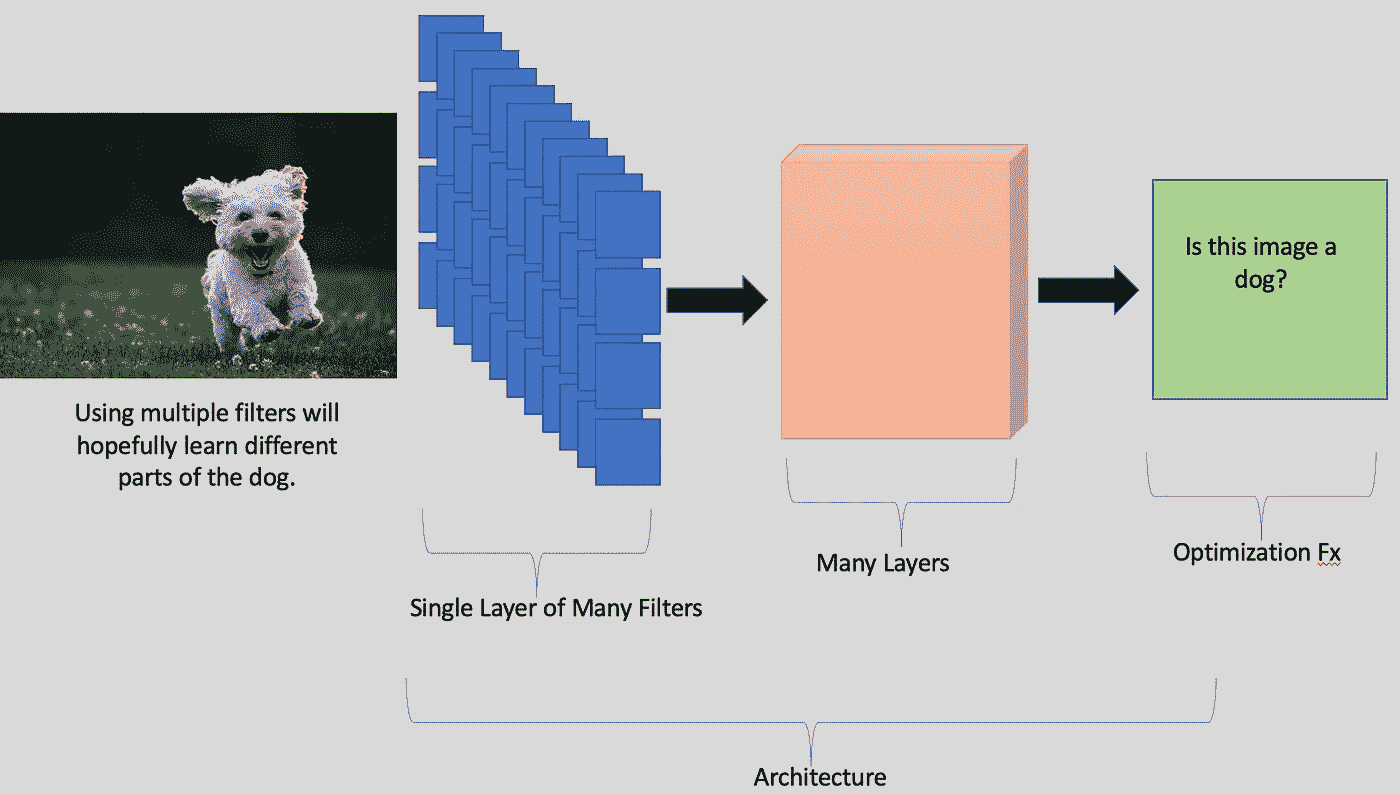 Is this image a
dog?
Using multiple filters will
hopefully learn different
parts of the dog.
Many Layers
Optimization Fx
Single Layer of Many Filters
Architecture